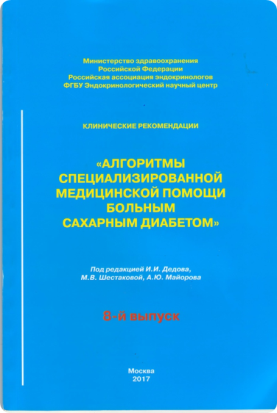 Министерство здравоохранения
Российской Федерации
Российская ассоциация эндокринологов
ФГБУ Эндокринологический научный центр
КЛИНИЧЕСКИЕ РЕКОМЕНДАЦИИ
«АЛГОРИТМЫ
СПЕЦИАЛИЗИРОВАННОЙ
МЕДИЦИНСКОЙ ПОМОЩИ
БОЛЬНЫМ
САХАРНЫМ ДИАБЕТОМ»
Под редакцией И.И. Дедова,
М.В. Шестаковой, А.Ю. Майорова
8-й выпуск
Москва
2017